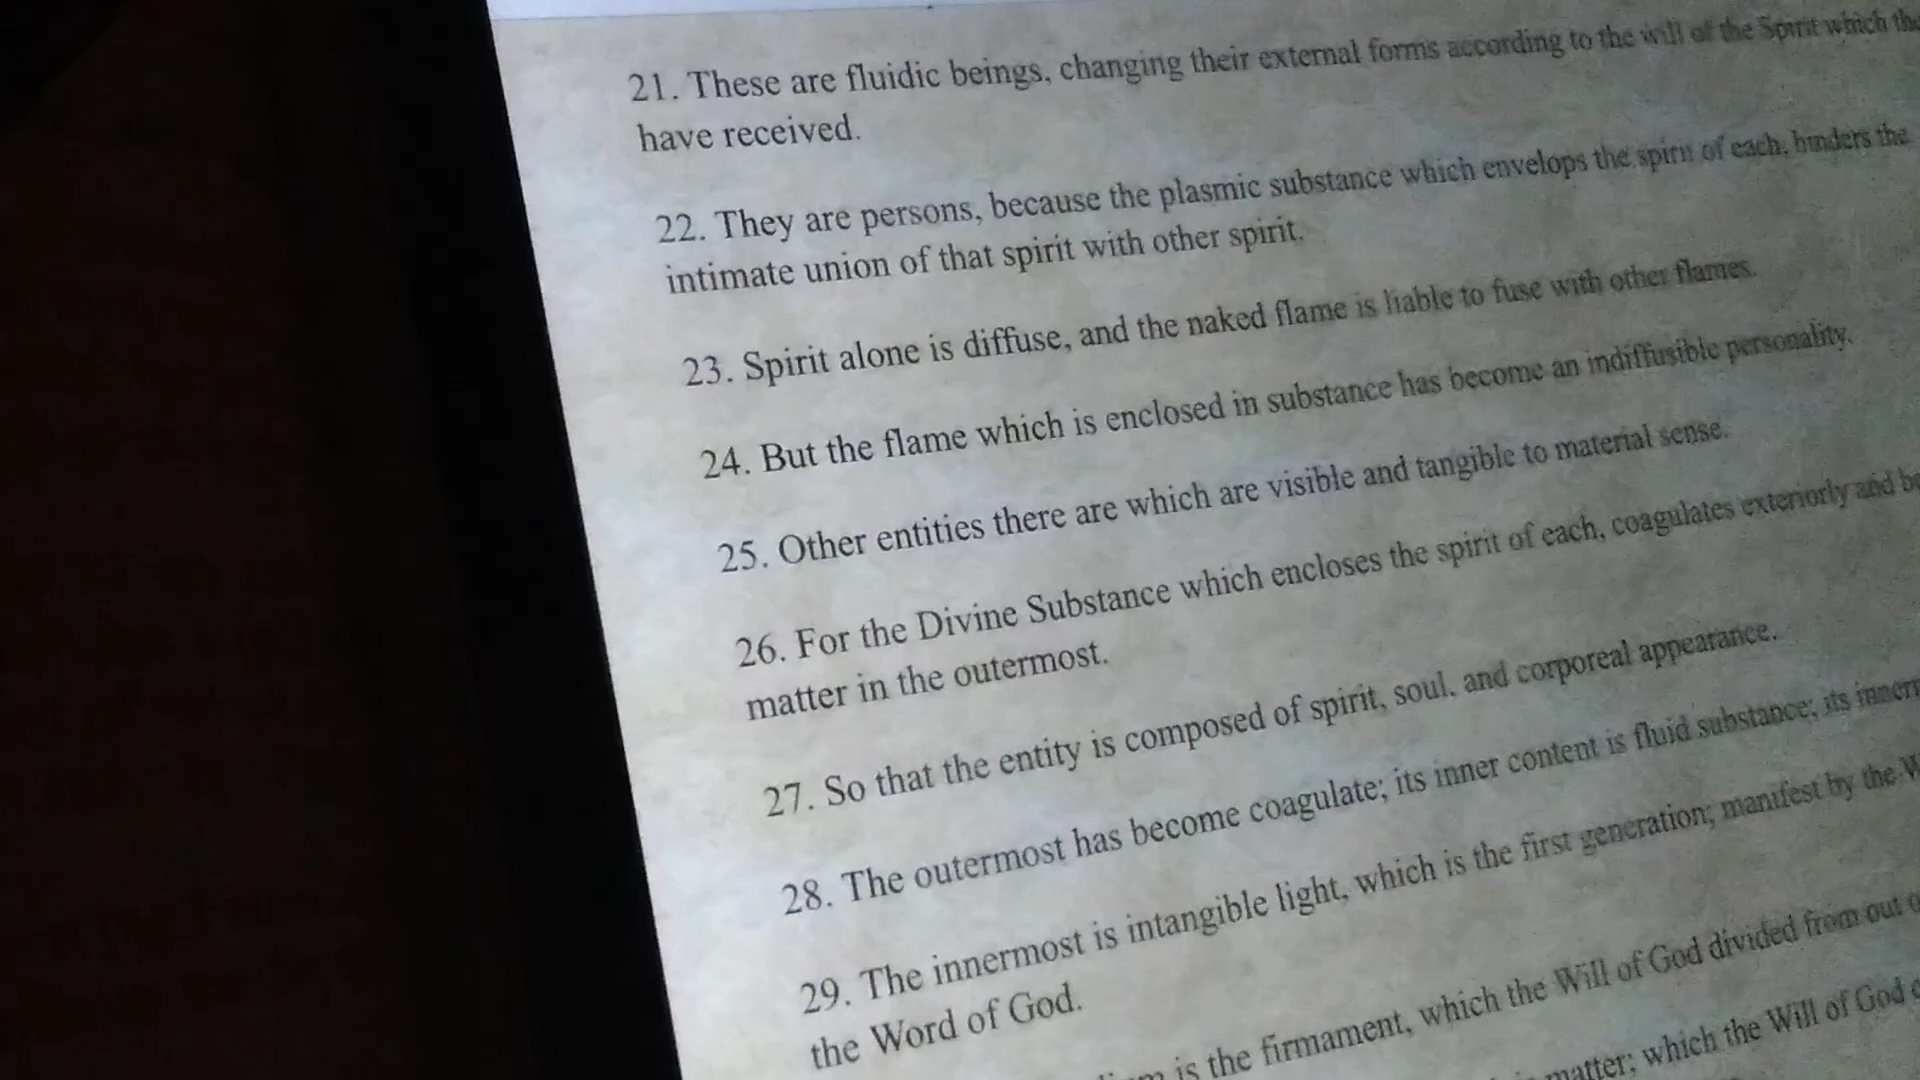 21. These are fluidic beings, changing their external forms according to the will of the Spirit which
have received.
22. They are persons, because the plasmic substance which envelops the spirit of each, hinders the
intimate union of that spirit with other spirit.
23. Spirit alone is diffuse, and the naked flame is liable to fuse with other flames.
24. But the flame which is enclosed in substance has become an indiffusible personality.
25. Other entities there are which are visible and tangible to material sense.
26. For the Divine Substance which encloses the spirit of each, coagulates exteriorly and
matter in the outermost.
27. So that the entity is composed of spirit, soul, and corporeal appearance.
28. The outermost has become coagulate; its inner content is fluid substance; its
29. The innermost is intangible light, which is the first generation; manifest by the
the Word of God.
is the firmament, which the Will of God divided from out
matter; which the Will of God